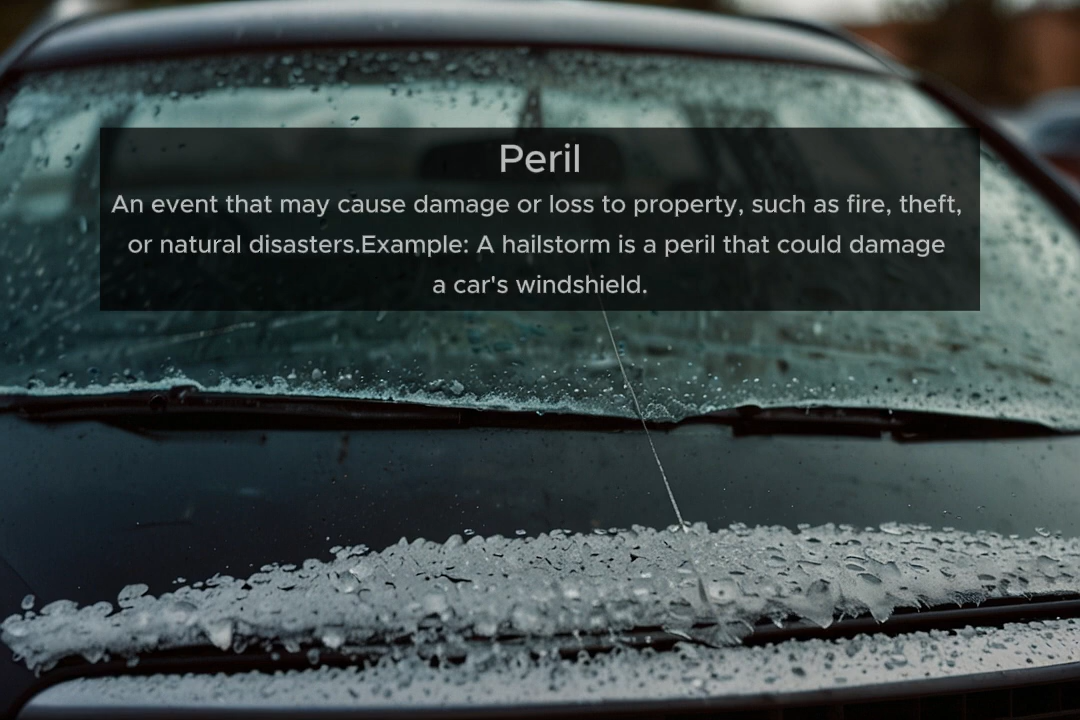 Peril
An event that may cause damage or loss to property, such as fire, theft,
or natural disasters.Example: A hailstorm is a peril that could damage
a car's windshield.